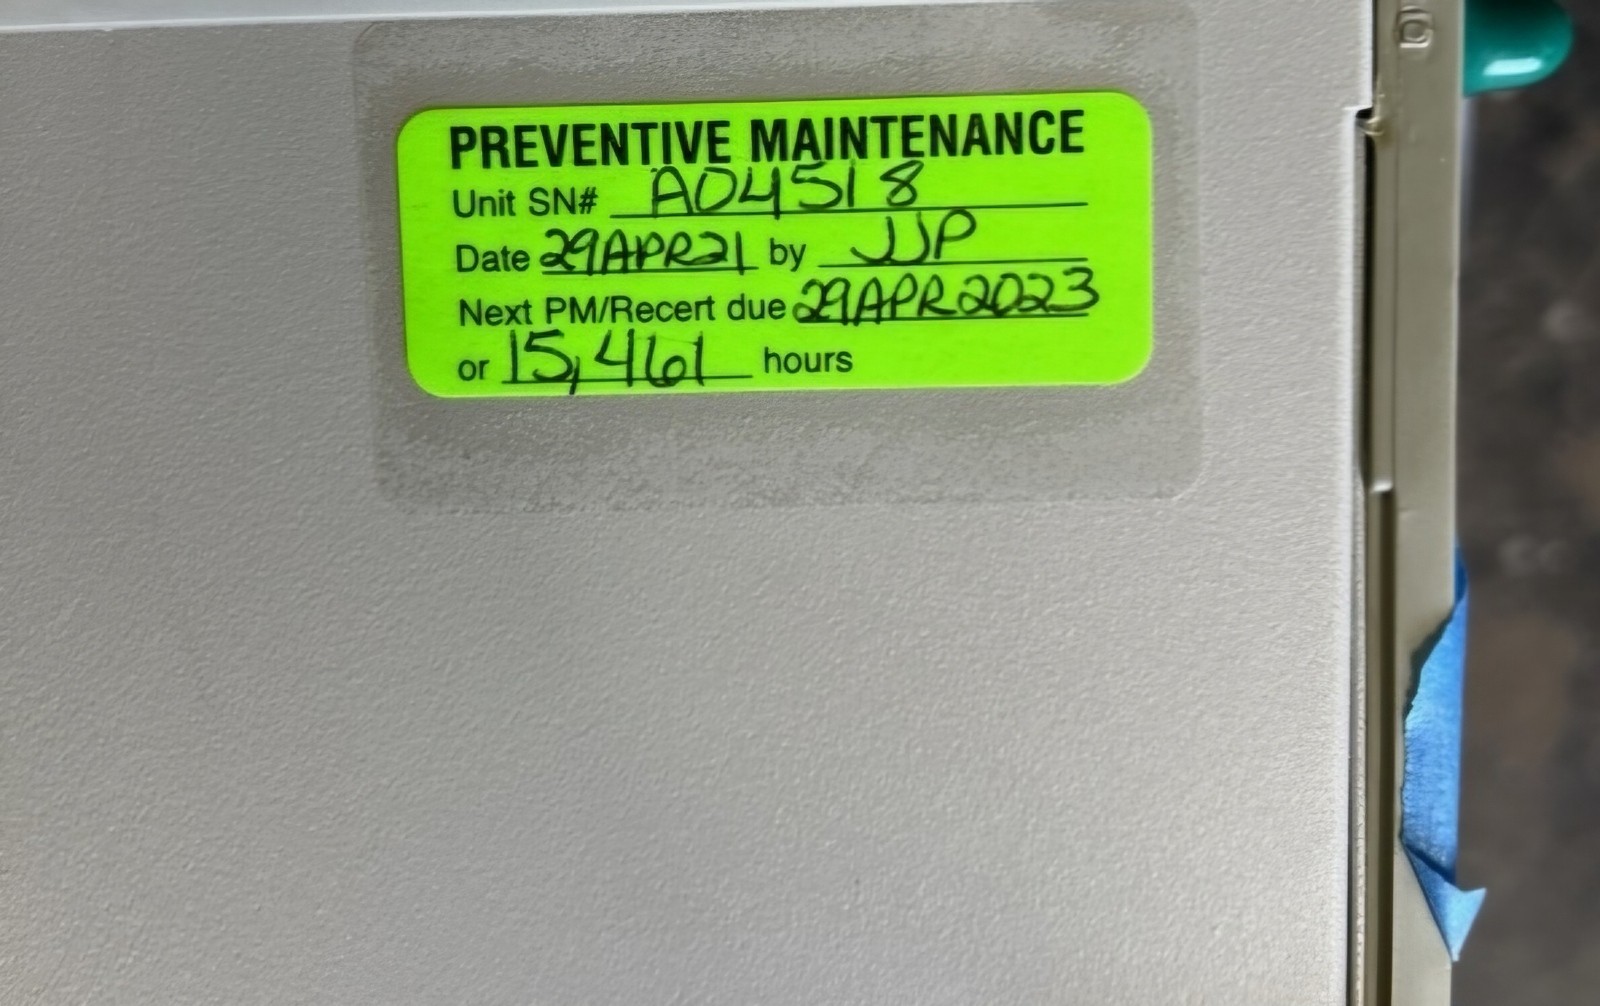 PREVENTIVE MAINTENANCE
Unit SN# A04518
Date 29APR21 by JJP
Next PM/Recert due 29APR2023
or 15,461 hours